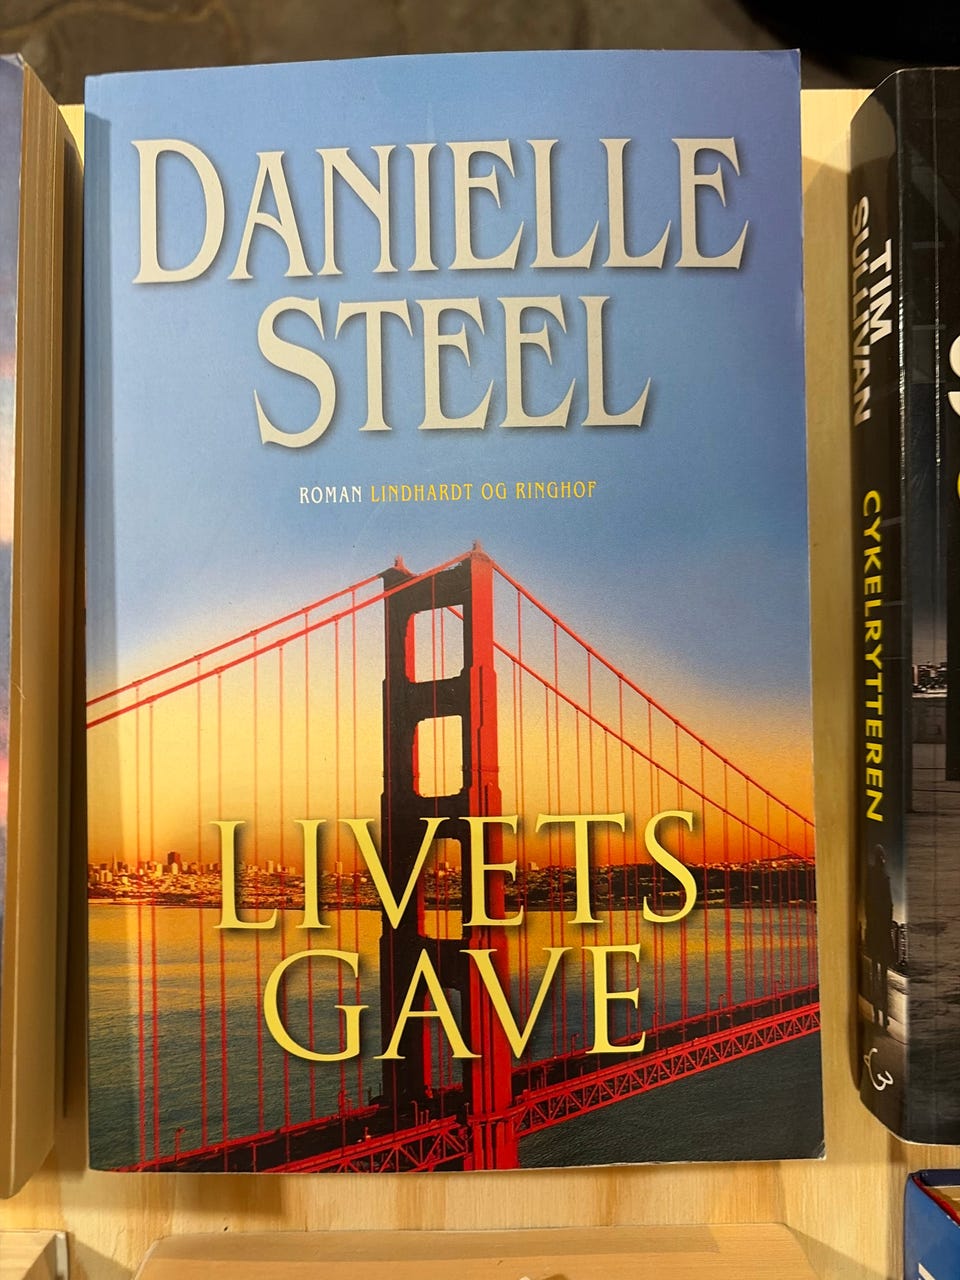 DANIELLE
STEEL
ROMAN LINDHARDT OG RINGHOF
LIVETS
GAVE
TIM
SULLIVAN
CYKELRYTTEREN